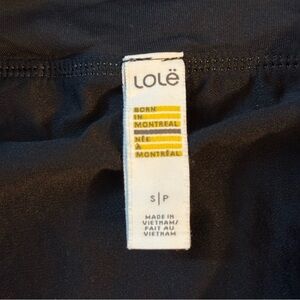 LOLË
BORN
IN
MONTREAL
NÉE
À
MONTRÉAL
S|P
MADE IN
VIETNAM/
FAIT AU
VIETNAM